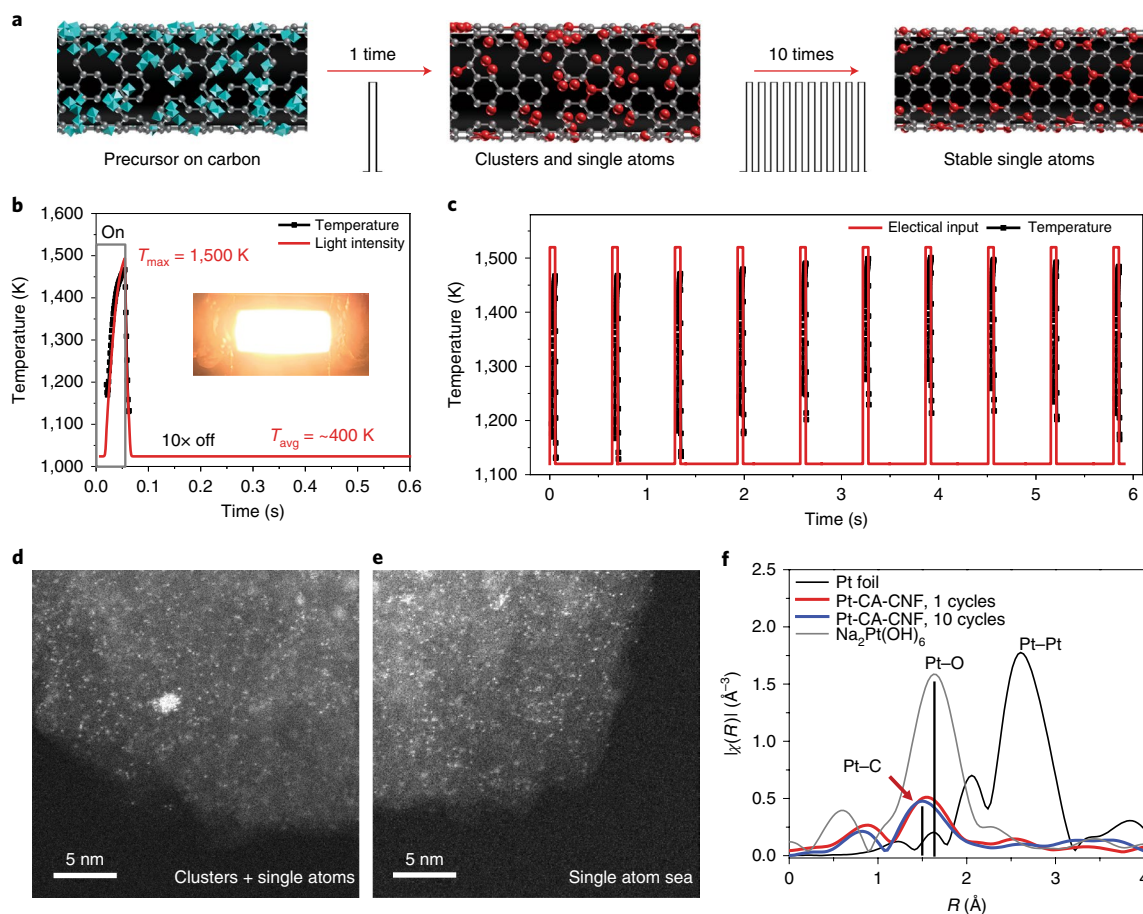 a
1 time
10 times
Precursor on carbon
Clusters and single atoms
Stable single atoms
b
1,600
1,500
1,400
1,300
1,200
1,100
1,000
Temperature (K)
On
Temperature
Light intensity
Tmax = 1,500 K
10× off
Tavg = ~400 K
0.0 0.1 0.2 0.3 0.4 0.5 0.6
Time (s)
c
Electical input
Temperature
1,500
1,400
1,300
1,200
1,100
Temperature (K)
0 1 2 3 4 5 6
Time (s)
d
5 nm
Clusters + single atoms
e
5 nm
Single atom sea
f
2.5
2.0
1.5
1.0
0.5
0.0
|χ(R)| (Å⁻³)
Pt foil
Pt-CA-CNF, 1 cycles
Pt-CA-CNF, 10 cycles
Na₂Pt(OH)₆
Pt–Pt
Pt–O
Pt–C
0 1 2 3 4
R (Å)